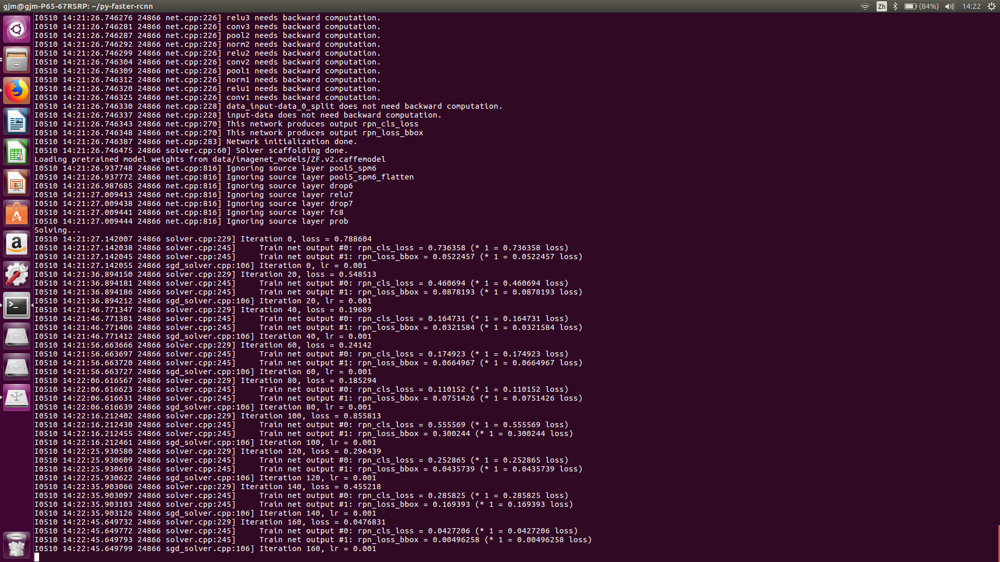 gjm@gjm-P65-67RSRP: ~/py-faster-rcnn
Zh
(84%)
14:22
I0510 14:21:26.746276 24866 net.cpp:226] relu3 needs backward computation.
I0510 14:21:26.746281 24866 net.cpp:226] conv3 needs backward computation.
I0510 14:21:26.746287 24866 net.cpp:226] pool2 needs backward computation.
I0510 14:21:26.746292 24866 net.cpp:226] norm2 needs backward computation.
I0510 14:21:26.746299 24866 net.cpp:226] relu2 needs backward computation.
I0510 14:21:26.746304 24866 net.cpp:226] conv2 needs backward computation.
I0510 14:21:26.746309 24866 net.cpp:226] pool1 needs backward computation.
I0510 14:21:26.746312 24866 net.cpp:226] norm1 needs backward computation.
I0510 14:21:26.746320 24866 net.cpp:226] relu1 needs backward computation.
I0510 14:21:26.746325 24866 net.cpp:226] conv1 needs backward computation.
I0510 14:21:26.746330 24866 net.cpp:228] data_input-data_0_split does not need backward computation.
I0510 14:21:26.746337 24866 net.cpp:228] input-data does not need backward computation.
I0510 14:21:26.746343 24866 net.cpp:270] This network produces output rpn_cls_loss
I0510 14:21:26.746348 24866 net.cpp:270] This network produces output rpn_loss_bbox
I0510 14:21:26.746387 24866 net.cpp:283] Network initialization done.
I0510 14:21:26.746475 24866 solver.cpp:60] Solver scaffolding done.
Loading pretrained model weights from data/imagenet_models/ZF.v2.caffemodel
I0510 14:21:26.937748 24866 net.cpp:816] Ignoring source layer pool5_spm6
I0510 14:21:26.937772 24866 net.cpp:816] Ignoring source layer pool5_spm6_flatten
I0510 14:21:26.987685 24866 net.cpp:816] Ignoring source layer drop6
I0510 14:21:27.009413 24866 net.cpp:816] Ignoring source layer relu7
I0510 14:21:27.009438 24866 net.cpp:816] Ignoring source layer drop7
I0510 14:21:27.009441 24866 net.cpp:816] Ignoring source layer fc8
I0510 14:21:27.009444 24866 net.cpp:816] Ignoring source layer prob
Solving...
I0510 14:21:27.142007 24866 solver.cpp:229] Iteration 0, loss = 0.788604
I0510 14:21:27.142038 24866 solver.cpp:245]     Train net output #0: rpn_cls_loss = 0.736358 (* 1 = 0.736358 loss)
I0510 14:21:27.142045 24866 solver.cpp:245]     Train net output #1: rpn_loss_bbox = 0.0522457 (* 1 = 0.0522457 loss)
I0510 14:21:27.142055 24866 sgd_solver.cpp:106] Iteration 0, lr = 0.001
I0510 14:21:36.894150 24866 solver.cpp:229] Iteration 20, loss = 0.548513
I0510 14:21:36.894181 24866 solver.cpp:245]     Train net output #0: rpn_cls_loss = 0.460694 (* 1 = 0.460694 loss)
I0510 14:21:36.894186 24866 solver.cpp:245]     Train net output #1: rpn_loss_bbox = 0.0878193 (* 1 = 0.0878193 loss)
I0510 14:21:36.894212 24866 sgd_solver.cpp:106] Iteration 20, lr = 0.001
I0510 14:21:46.771347 24866 solver.cpp:229] Iteration 40, loss = 0.19689
I0510 14:21:46.771381 24866 solver.cpp:245]     Train net output #0: rpn_cls_loss = 0.164731 (* 1 = 0.164731 loss)
I0510 14:21:46.771406 24866 solver.cpp:245]     Train net output #1: rpn_loss_bbox = 0.0321584 (* 1 = 0.0321584 loss)
I0510 14:21:46.771412 24866 sgd_solver.cpp:106] Iteration 40, lr = 0.001
I0510 14:21:56.663666 24866 solver.cpp:229] Iteration 60, loss = 0.24142
I0510 14:21:56.663697 24866 solver.cpp:245]     Train net output #0: rpn_cls_loss = 0.174923 (* 1 = 0.174923 loss)
I0510 14:21:56.663720 24866 solver.cpp:245]     Train net output #1: rpn_loss_bbox = 0.0664967 (* 1 = 0.0664967 loss)
I0510 14:21:56.663727 24866 sgd_solver.cpp:106] Iteration 60, lr = 0.001
I0510 14:22:06.616567 24866 solver.cpp:229] Iteration 80, loss = 0.185294
I0510 14:22:06.616623 24866 solver.cpp:245]     Train net output #0: rpn_cls_loss = 0.110152 (* 1 = 0.110152 loss)
I0510 14:22:06.616631 24866 solver.cpp:245]     Train net output #1: rpn_loss_bbox = 0.0751426 (* 1 = 0.0751426 loss)
I0510 14:22:06.616639 24866 sgd_solver.cpp:106] Iteration 80, lr = 0.001
I0510 14:22:16.212402 24866 solver.cpp:229] Iteration 100, loss = 0.855813
I0510 14:22:16.212430 24866 solver.cpp:245]     Train net output #0: rpn_cls_loss = 0.555569 (* 1 = 0.555569 loss)
I0510 14:22:16.212455 24866 solver.cpp:245]     Train net output #1: rpn_loss_bbox = 0.300244 (* 1 = 0.300244 loss)
I0510 14:22:16.212461 24866 sgd_solver.cpp:106] Iteration 100, lr = 0.001
I0510 14:22:25.930580 24866 solver.cpp:229] Iteration 120, loss = 0.296439
I0510 14:22:25.930609 24866 solver.cpp:245]     Train net output #0: rpn_cls_loss = 0.252865 (* 1 = 0.252865 loss)
I0510 14:22:25.930616 24866 solver.cpp:245]     Train net output #1: rpn_loss_bbox = 0.0435739 (* 1 = 0.0435739 loss)
I0510 14:22:25.930622 24866 sgd_solver.cpp:106] Iteration 120, lr = 0.001
I0510 14:22:35.903066 24866 solver.cpp:229] Iteration 140, loss = 0.455218
I0510 14:22:35.903097 24866 solver.cpp:245]     Train net output #0: rpn_cls_loss = 0.285825 (* 1 = 0.285825 loss)
I0510 14:22:35.903103 24866 solver.cpp:245]     Train net output #1: rpn_loss_bbox = 0.169393 (* 1 = 0.169393 loss)
I0510 14:22:35.903126 24866 sgd_solver.cpp:106] Iteration 140, lr = 0.001
I0510 14:22:45.649732 24866 solver.cpp:229] Iteration 160, loss = 0.0476831
I0510 14:22:45.649772 24866 solver.cpp:245]     Train net output #0: rpn_cls_loss = 0.0427206 (* 1 = 0.0427206 loss)
I0510 14:22:45.649793 24866 solver.cpp:245]     Train net output #1: rpn_loss_bbox = 0.00496258 (* 1 = 0.00496258 loss)
I0510 14:22:45.649799 24866 sgd_solver.cpp:106] Iteration 160, lr = 0.001